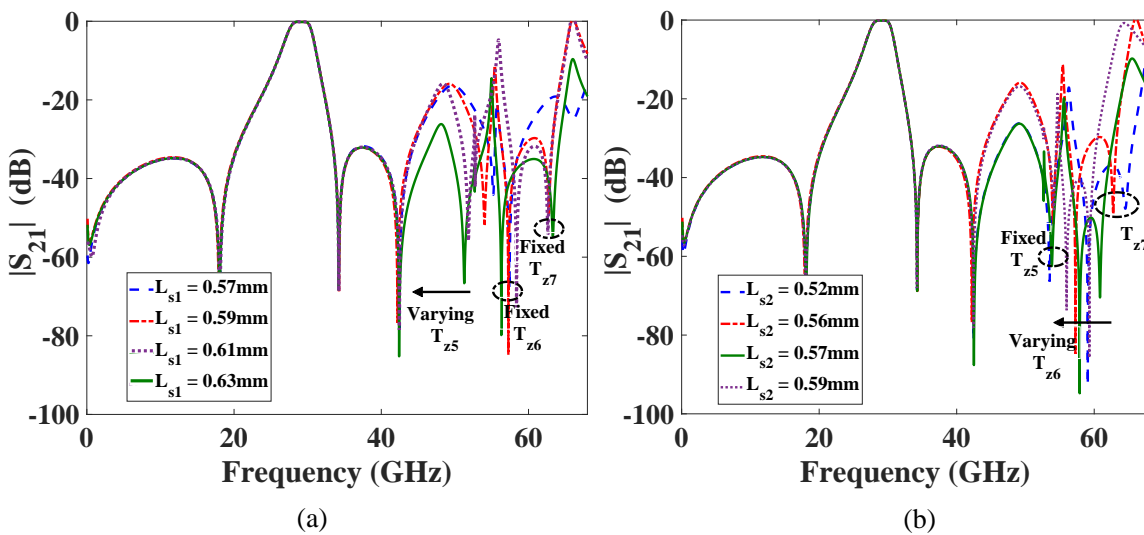 0
-20
-40
-60
-80
-100
|S21| (dB)
0
20
40
60
Frequency (GHz)
Ls1 = 0.57mm
Ls1 = 0.59mm
Ls1 = 0.61mm
Ls1 = 0.63mm
Varying
Tz5
Fixed
Tz7
Fixed
Tz6
(a)
0
-20
-40
-60
-80
-100
|S21| (dB)
0
20
40
60
Frequency (GHz)
Ls2 = 0.52mm
Ls2 = 0.56mm
Ls2 = 0.57mm
Ls2 = 0.59mm
Fixed
Tz5
Tz7
Varying
Tz6
(b)